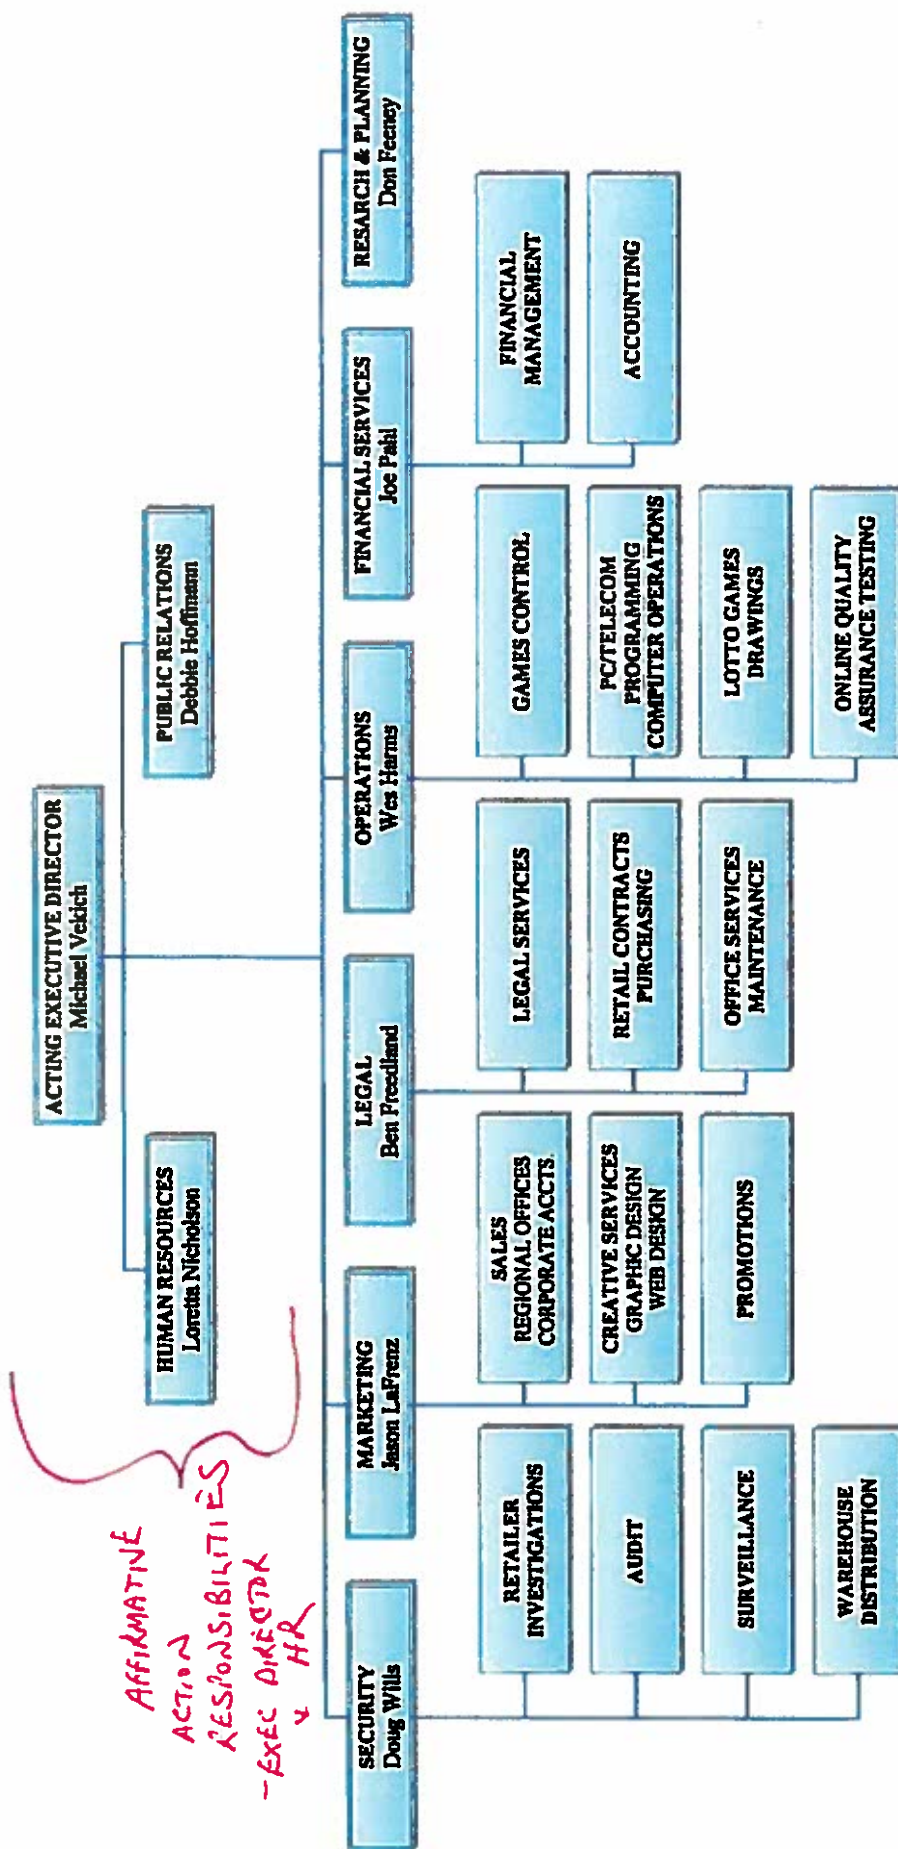 ACTING EXECUTIVE DIRECTOR
Michael Vekich
HUMAN RESOURCES
Loretta Nicholson
PUBLIC RELATIONS
Debbie Hoffmann
AFFIRMATIVE
ACTION
RESPONSIBILITIES
- EXEC DIRECTOR
& HR
SECURITY
Doug Wills
MARKETING
Jason LaFrenz
LEGAL
Ben Freedland
OPERATIONS
Wes Harms
FINANCIAL SERVICES
Joe Pahl
RESARCH & PLANNING
Don Feeney
RETAILER
INVESTIGATIONS
AUDIT
SURVEILLANCE
WAREHOUSE
DISTRIBUTION
SALES
REGIONAL OFFICES
CORPORATE ACCTS.
CREATIVE SERVICES
GRAPHIC DESIGN
WEB DESIGN
PROMOTIONS
LEGAL SERVICES
RETAIL CONTRACTS
PURCHASING
OFFICE SERVICES
MAINTENANCE
GAMES CONTROL
PC/TELECOM
PROGRAMMING
COMPUTER OPERATIONS
LOTTO GAMES
DRAWINGS
ONLINE QUALITY
ASSURANCE TESTING
FINANCIAL
MANAGEMENT
ACCOUNTING